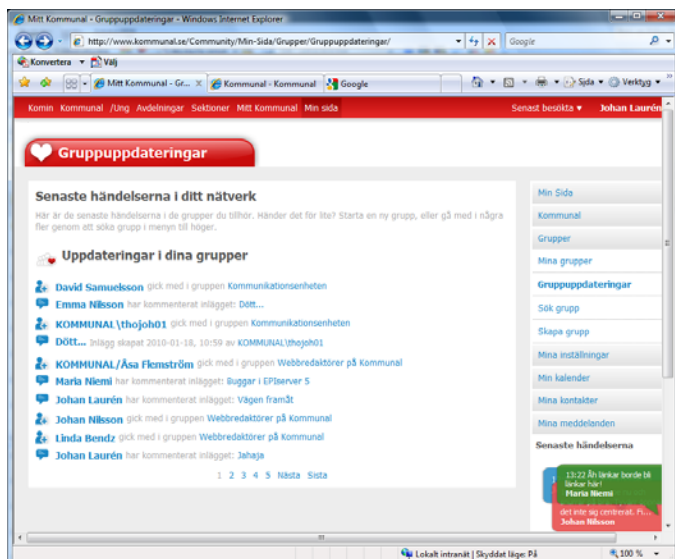 Mitt Kommunal - Gruppuppdateringar - Windows Internet Explorer
http://www.kommunal.se/Community/Min-Sida/Grupper/Gruppuppdateringar/
Google
Konvertera Välj
Mitt Kommunal - Gr... Kommunal - Kommunal Google Sida Verktyg
Komin Kommunal /Ung Avdelningar Sektioner Mitt Kommunal Min sida Senast besökta Johan Laurén
Gruppuppdateringar
Senaste händelserna i ditt nätverk
Här är de senaste händelserna i de grupper du tillhör. Händer det för lite? Starta en ny grupp, eller gå med i några
fler genom att söka grupp i menyn till höger.
Uppdateringar i dina grupper
David Samuelsson gick med i gruppen Kommunikationsenheten
Emma Nilsson har kommenterat inlägget: Dött...
KOMMUNAL\thojoh01 gick med i gruppen Kommunikationsenheten
Dött... Inlägg skapat 2010-01-18, 10:59 av KOMMUNAL\thojoh01
KOMMUNAL/Åsa Flemström gick med i gruppen Webbredaktörer på Kommunal
Maria Niemi har kommenterat inlägget: Buggar i EPIserver 5
Johan Laurén har kommenterat inlägget: Vägen framåt
Johan Nilsson gick med i gruppen Webbredaktörer på Kommunal
Linda Bendz gick med i gruppen Webbredaktörer på Kommunal
Johan Laurén har kommenterat inlägget: Jahaja
1 2 3 4 5 Nästa Sista
Min Sida
Kommunal
Grupper
Mina grupper
Gruppuppdateringar
Sök grupp
Skapa grupp
Mina inställningar
Min kalender
Mina kontakter
Mina meddelanden
Senaste händelserna
13:22 Åh länkar borde bli
länkar här!
Maria Niemi
det inte sig centrerat. Fi...
Johan Nilsson
Lokalt intranät | Skyddat läge: På 100 %